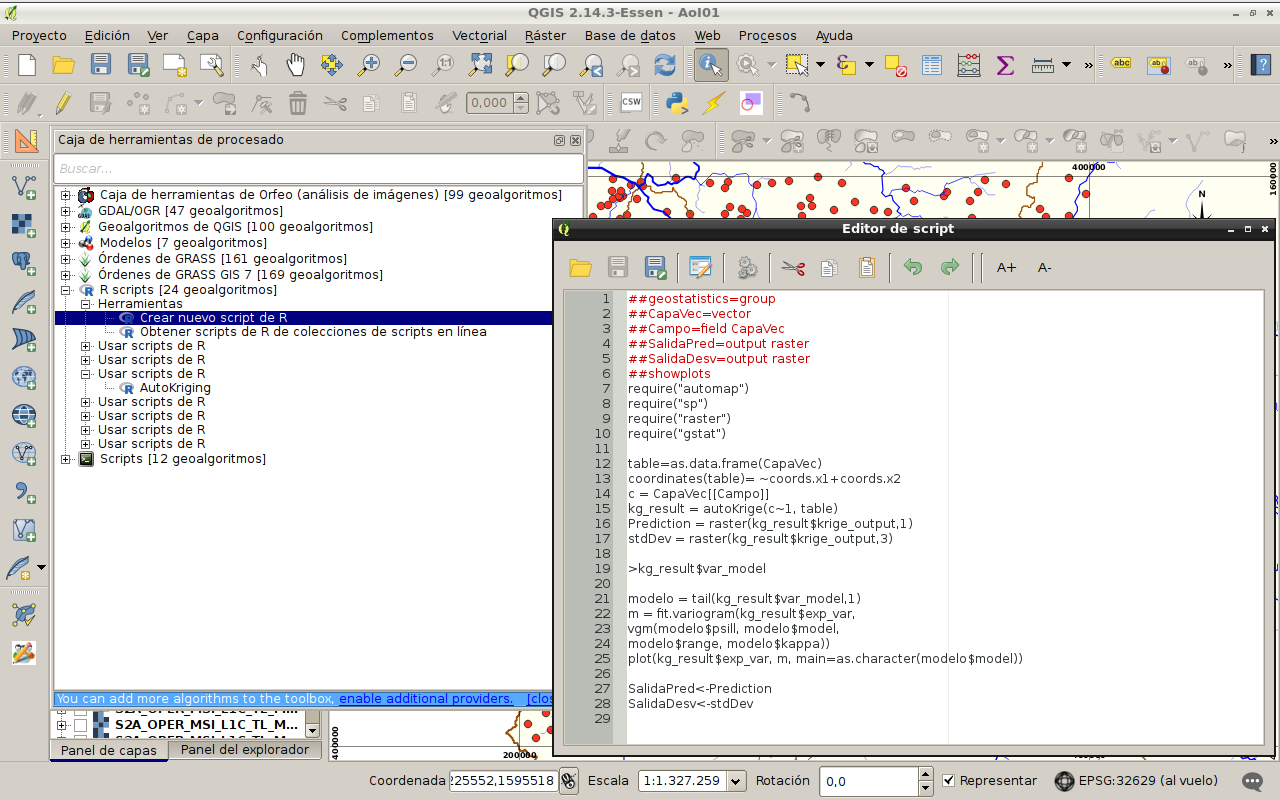 QGIS 2.14.3-Essen - AoI01
Proyecto Edición Ver Capa Configuración Complementos Vectorial Ráster Base de datos Web Procesos Ayuda
1:1
abc
ab
abc
0,000
CSW
Caja de herramientas de procesado
Buscar...
Caja de herramientas de Orfeo (análisis de imágenes) [99 geoalgoritmos]
GDAL/OGR [47 geoalgoritmos]
Geoalgoritmos de QGIS [100 geoalgoritmos]
Modelos [7 geoalgoritmos]
Órdenes de GRASS [161 geoalgoritmos]
Órdenes de GRASS GIS 7 [169 geoalgoritmos]
R scripts [24 geoalgoritmos]
Herramientas
Crear nuevo script de R
Obtener scripts de R de colecciones de scripts en línea
Usar scripts de R
Usar scripts de R
Usar scripts de R
AutoKriging
Usar scripts de R
Usar scripts de R
Usar scripts de R
Usar scripts de R
Scripts [12 geoalgoritmos]
You can add more algorithms to the toolbox, enable additional providers. [clos
S2A_OPER_MSI_L1C_TL_M...
Panel de capas Panel del explorador
400000
N
200000
400000
Editor de script
A+ A-
1 ##geostatistics=group
2 ##CapaVec=vector
3 ##Campo=field CapaVec
4 ##SalidaPred=output raster
5 ##SalidaDesv=output raster
6 ##showplots
7 require("automap")
8 require("sp")
9 require("raster")
10 require("gstat")
11
12 table=as.data.frame(CapaVec)
13 coordinates(table)= ~coords.x1+coords.x2
14 c = CapaVec[[Campo]]
15 kg_result = autoKrige(c~1, table)
16 Prediction = raster(kg_result$krige_output,1)
17 stdDev = raster(kg_result$krige_output,3)
18
19 >kg_result$var_model
20
21 modelo = tail(kg_result$var_model,1)
22 m = fit.variogram(kg_result$exp_var,
23 vgm(modelo$psill, modelo$model,
24 modelo$range, modelo$kappa))
25 plot(kg_result$exp_var, m, main=as.character(modelo$model))
26
27 SalidaPred<-Prediction
28 SalidaDesv<-stdDev
29
Coordenada 225552,1595518 Escala 1:1.327.259 Rotación 0,0 Representar EPSG:32629 (al vuelo)